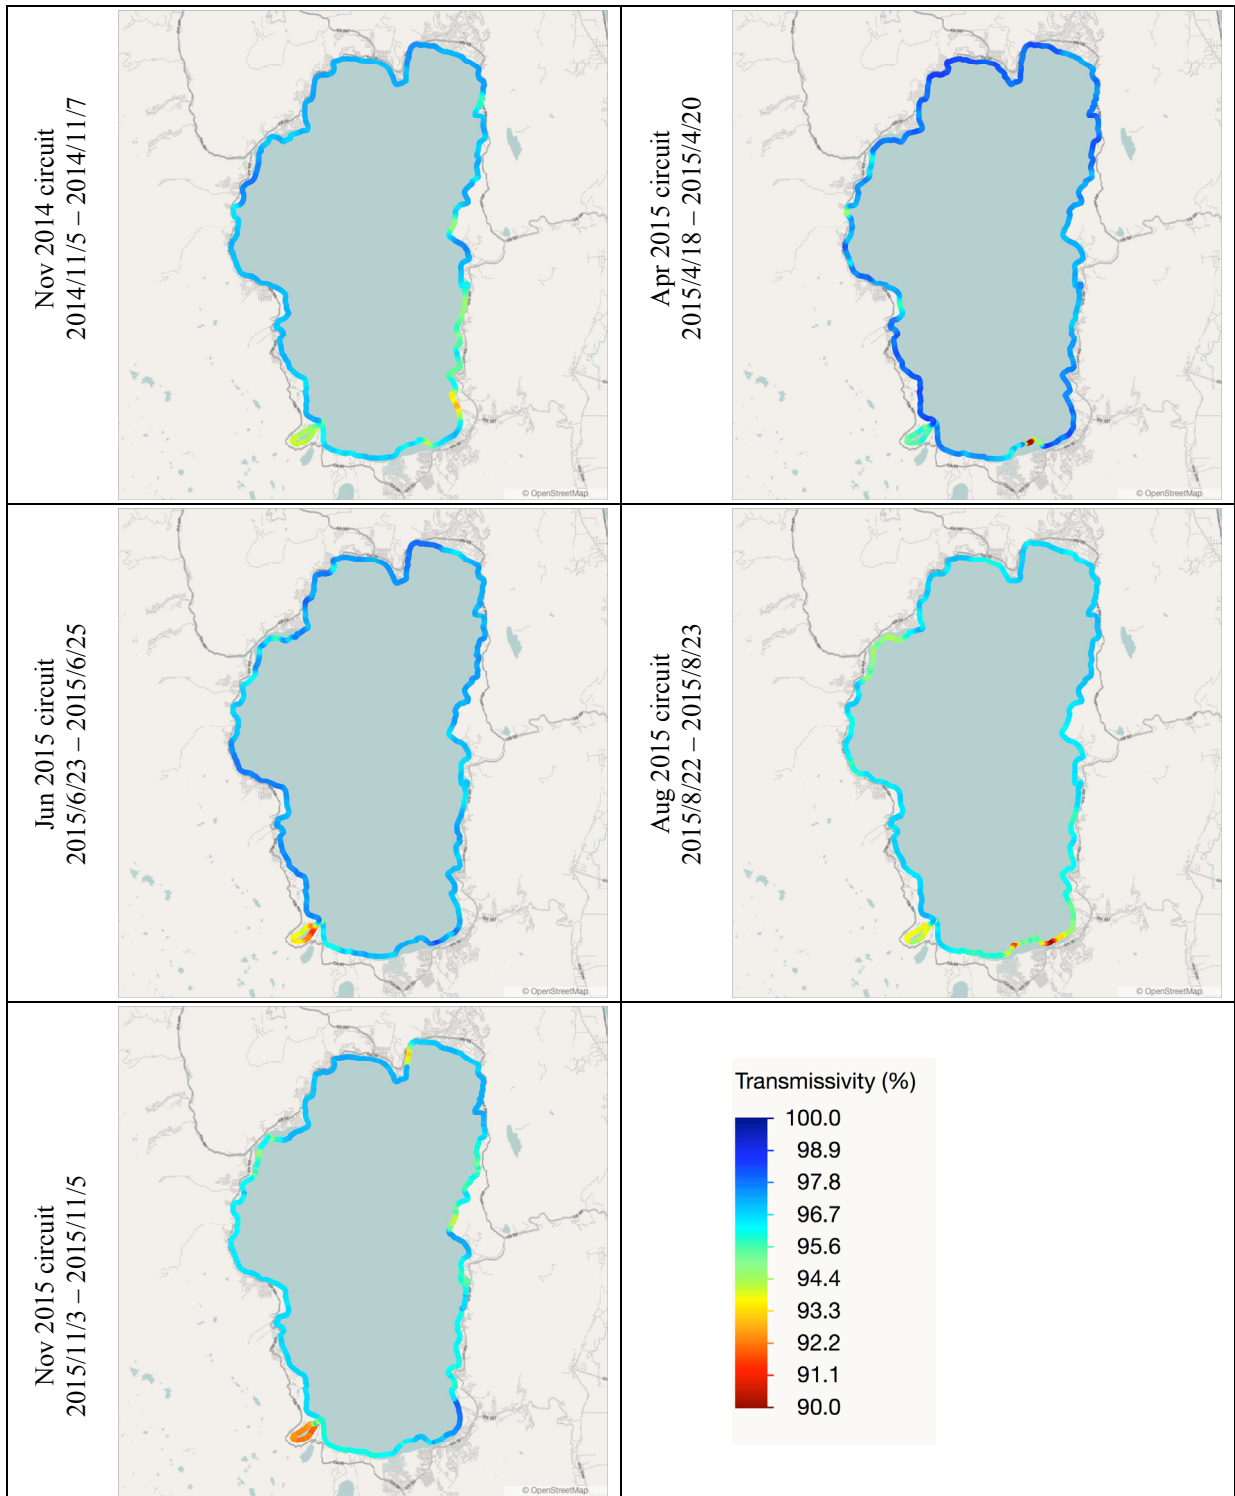 Nov 2014 circuit
2014/11/5 – 2014/11/7
© OpenStreetMap
Apr 2015 circuit
2015/4/18 – 2015/4/20
© OpenStreetMap
Jun 2015 circuit
2015/6/23 – 2015/6/25
© OpenStreetMap
Aug 2015 circuit
2015/8/22 – 2015/8/23
© OpenStreetMap
Nov 2015 circuit
2015/11/3 – 2015/11/5
© OpenStreetMap
Transmissivity (%)
100.0
98.9
97.8
96.7
95.6
94.4
93.3
92.2
91.1
90.0